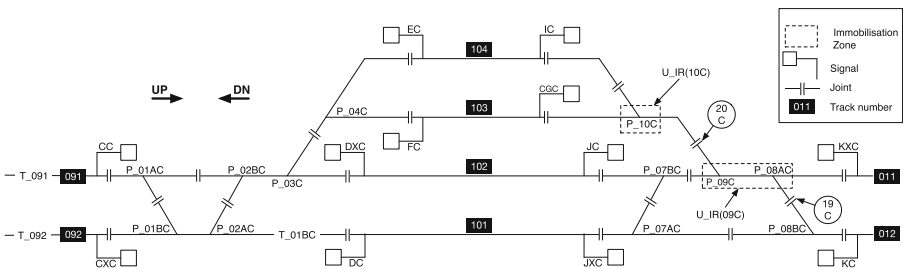 EC
104
IC
Immobilisation
Zone
U_IR(10C)
Signal
UP
DN
Joint
P_04C
103
CGC
P_10C
20
C
011
Track number
FC
CC
DXC
JC
KXC
T_091
091
P_01AC
P_02BC
P_03C
102
P_07BC
P_09C
P_08AC
011
U_IR(09C)
19
C
T_092
092
P_01BC
P_02AC
T_01BC
101
P_07AC
P_08BC
012
CXC
DC
JXC
KC